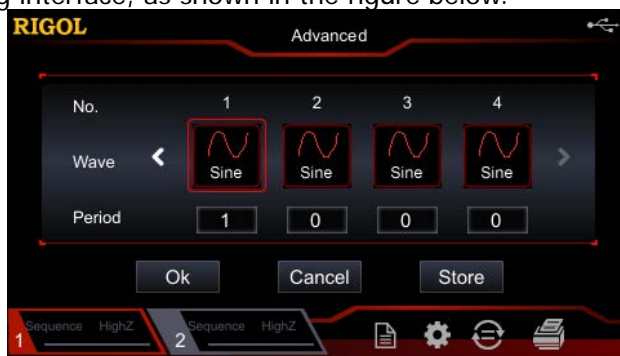 g interface, as shown in the figure below.
RIGOL
Advanced
No. 1 2 3 4
Wave Sine Sine Sine Sine
Period 1 0 0 0
Ok Cancel Store
1 Sequence HighZ 2 Sequence HighZ